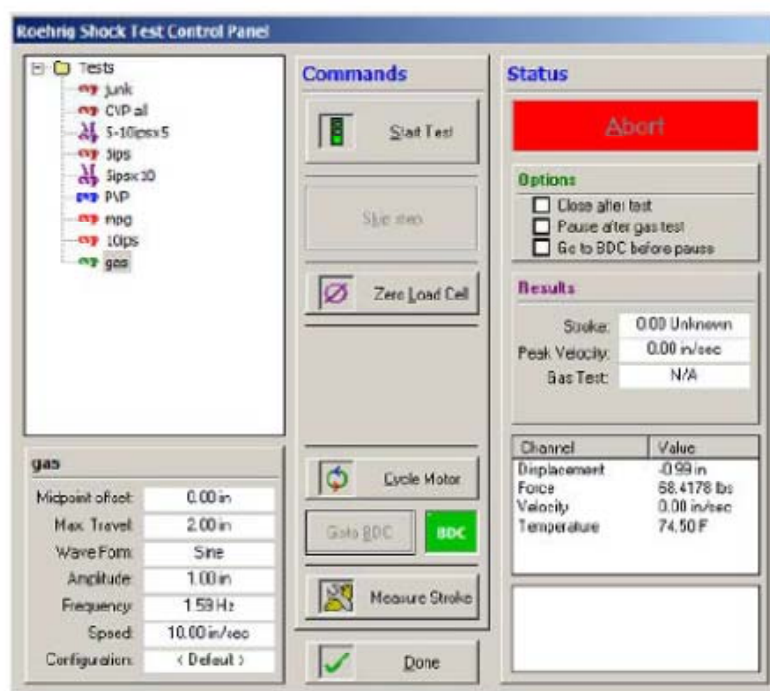 Roehrig Shock Test Control Panel
Tests
junk
CVP all
5-10ipsx5
5ips
5ipsx10
PVP
mpg
10ips
gas
gas
Midpoint offset: 0.00 in
Max. Travel: 2.00 in
Wave Form: Sine
Amplitude: 1.00 in
Frequency: 1.59 Hz
Speed: 10.00 in/sec
Configuration: < Default >
Commands
Start Test
Skip step
Zero Load Cell
Cycle Motor
Goto BDC
BDC
Measure Stroke
Done
Status
Abort
Options
Close after test
Pause after gas test
Go to BDC before pause
Results
Stroke: 0.00 Unknown
Peak Velocity: 0.00 in/sec
Gas Test: N/A
Channel Value
Displacement -0.99 in
Force 68.4178 lbs
Velocity 0.00 in/sec
Temperature 74.50 F